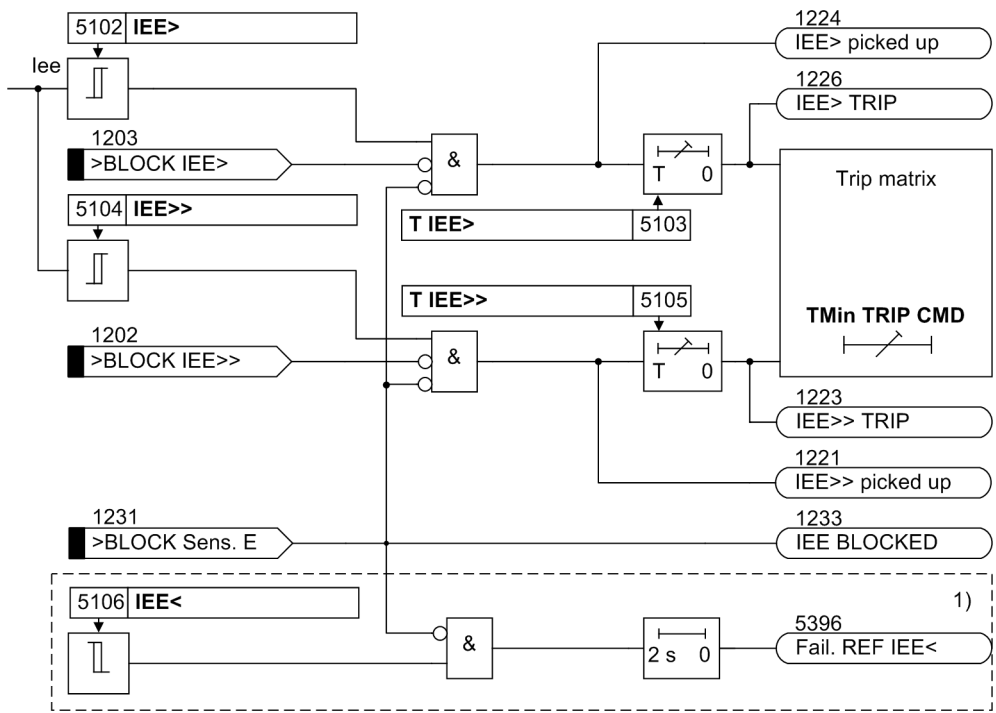 5102 IEE>
1224
IEE> picked up
Iee
1226
IEE> TRIP
1203
>BLOCK IEE>
&
T 0
Trip matrix
5104 IEE>>
T IEE> 5103
T IEE>> 5105
TMin TRIP CMD
1202
>BLOCK IEE>>
&
T 0
1223
IEE>> TRIP
1221
IEE>> picked up
1231
>BLOCK Sens. E
1233
IEE BLOCKED
5106 IEE<
1)
&
2 s 0
5396
Fail. REF IEE<